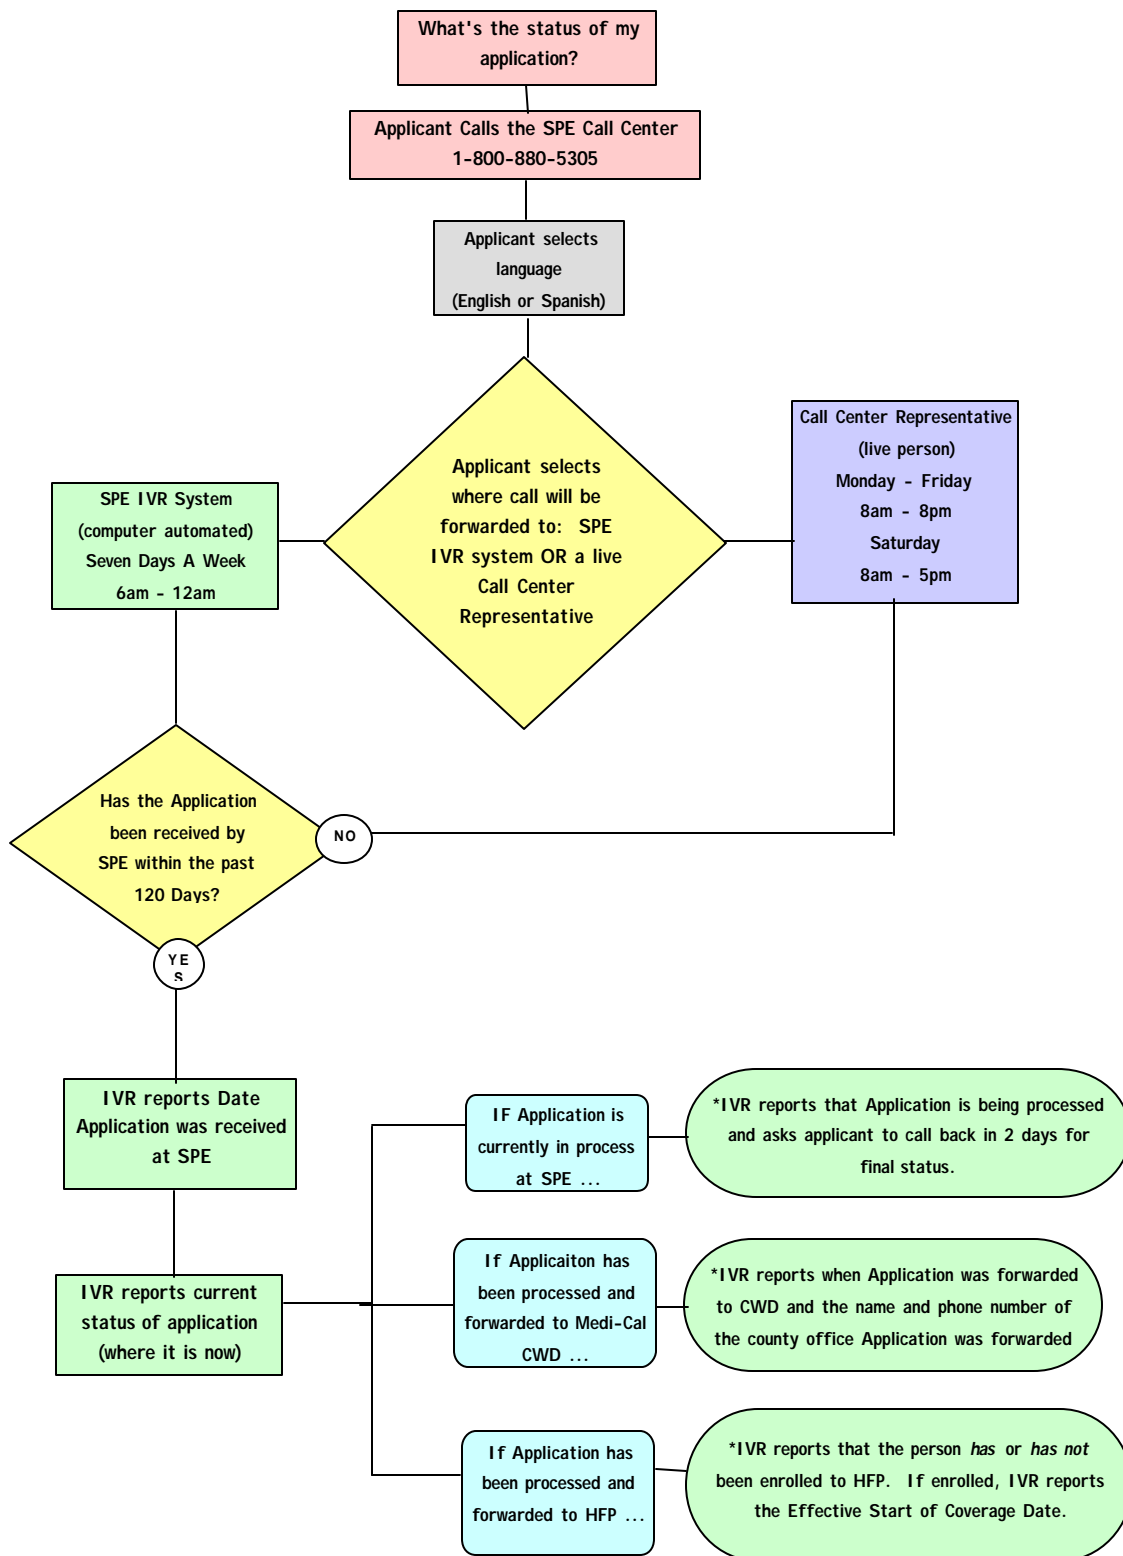 What's the status of my
application?
Applicant Calls the SPE Call Center
1-800-880-5305
Applicant selects
language
(English or Spanish)
Applicant selects
where call will be
forwarded to: SPE
IVR system OR a live
Call Center
Representative
Call Center Representative
(live person)
Monday - Friday
8am - 8pm
Saturday
8am - 5pm
SPE IVR System
(computer automated)
Seven Days A Week
6am - 12am
Has the Application
been received by
SPE within the past
120 Days?
NO
YE
S
IVR reports Date
Application was received
at SPE
IVR reports current
status of application
(where it is now)
IF Application is
currently in process
at SPE ...
*IVR reports that Application is being processed
and asks applicant to call back in 2 days for
final status.
If Applicaiton has
been processed and
forwarded to Medi-Cal
CWD ...
*IVR reports when Application was forwarded
to CWD and the name and phone number of
the county office Application was forwarded
If Application has
been processed and
forwarded to HFP ...
*IVR reports that the person has or has not
been enrolled to HFP. If enrolled, IVR reports
the Effective Start of Coverage Date.